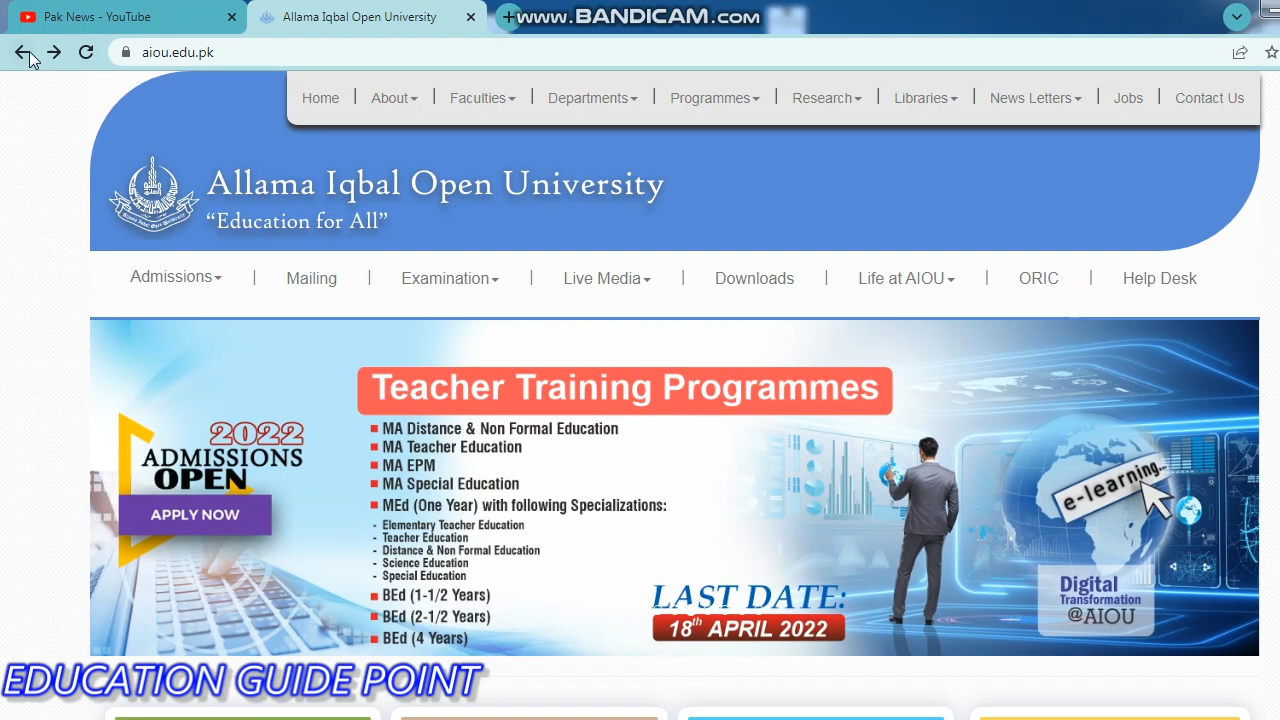 Pak News - YouTube
Allama Iqbal Open University
www.BANDICAM.com
aiou.edu.pk
Home | About | Faculties | Departments | Programmes | Research | Libraries | News Letters | Jobs | Contact Us
Allama Iqbal Open University
“Education for All”
Admissions | Mailing | Examination | Live Media | Downloads | Life at AIOU | ORIC | Help Desk
Teacher Training Programmes
2022
ADMISSIONS
OPEN
APPLY NOW
MA Distance & Non Formal Education
MA Teacher Education
MA EPM
MA Special Education
MEd (One Year) with following Specializations:
- Elementary Teacher Education
- Teacher Education
- Distance & Non Formal Education
- Science Education
- Special Education
BEd (1-1/2 Years)
BEd (2-1/2 Years)
BEd (4 Years)
LAST DATE:
18th APRIL 2022
e-learning...
Digital
Transformation
@AIOU
EDUCATION GUIDE POINT